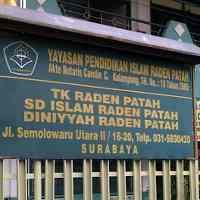 YAYASAN PENDIDIKAN ISLAM RADEN PATAH
TK RADEN PATAH
SD ISLAM RADEN PATAH
DINIYYAH RADEN PATAH
Jl. Semolowaru Utara II / 16-20, Telp. 031-5930420
SURABAYA